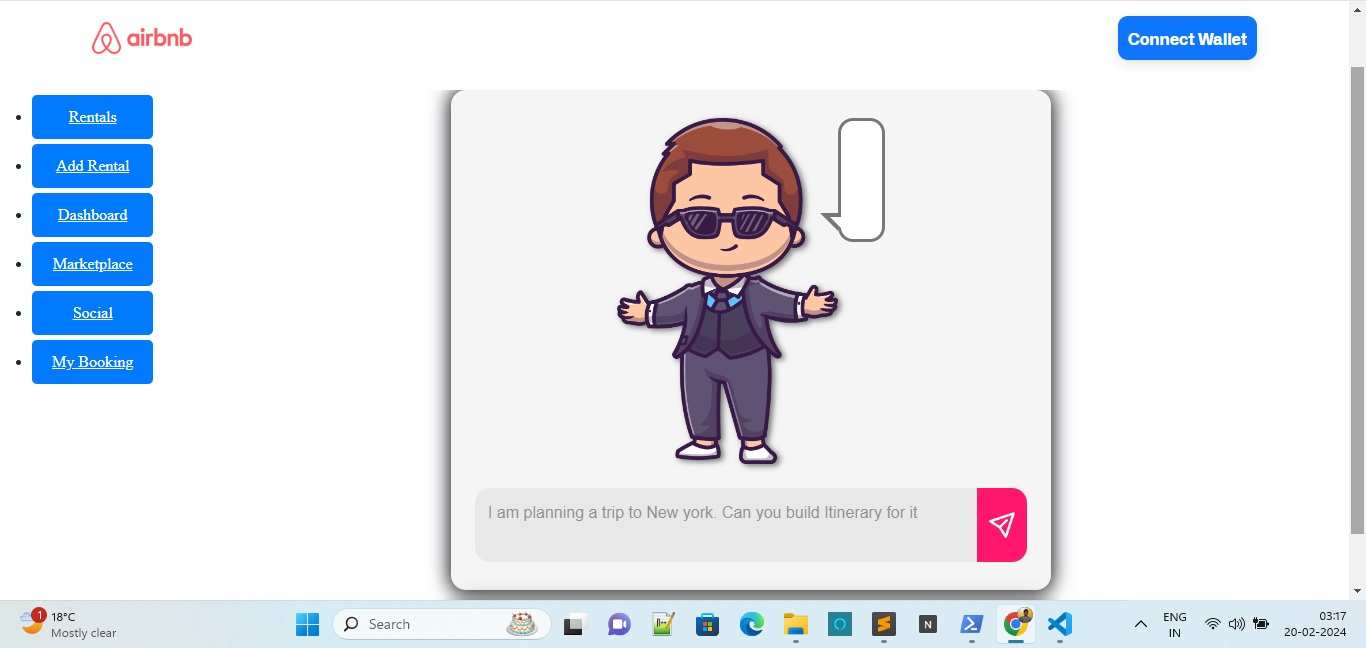 airbnb
Connect Wallet
Rentals
Add Rental
Dashboard
Marketplace
Social
My Booking
I am planning a trip to New york. Can you build Itinerary for it
1
18°C
Mostly clear
Search
N
ENG
IN
03:17
20-02-2024